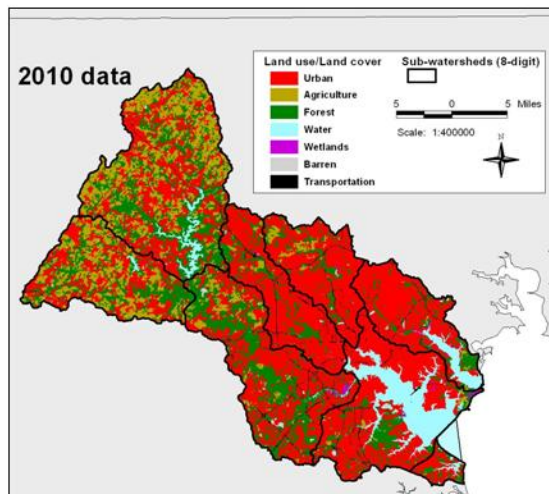 2010 data
Land use/Land cover
Urban
Agriculture
Forest
Water
Wetlands
Barren
Transportation
Sub-watersheds (8-digit)
5 0 5 Miles
Scale: 1:400000
N